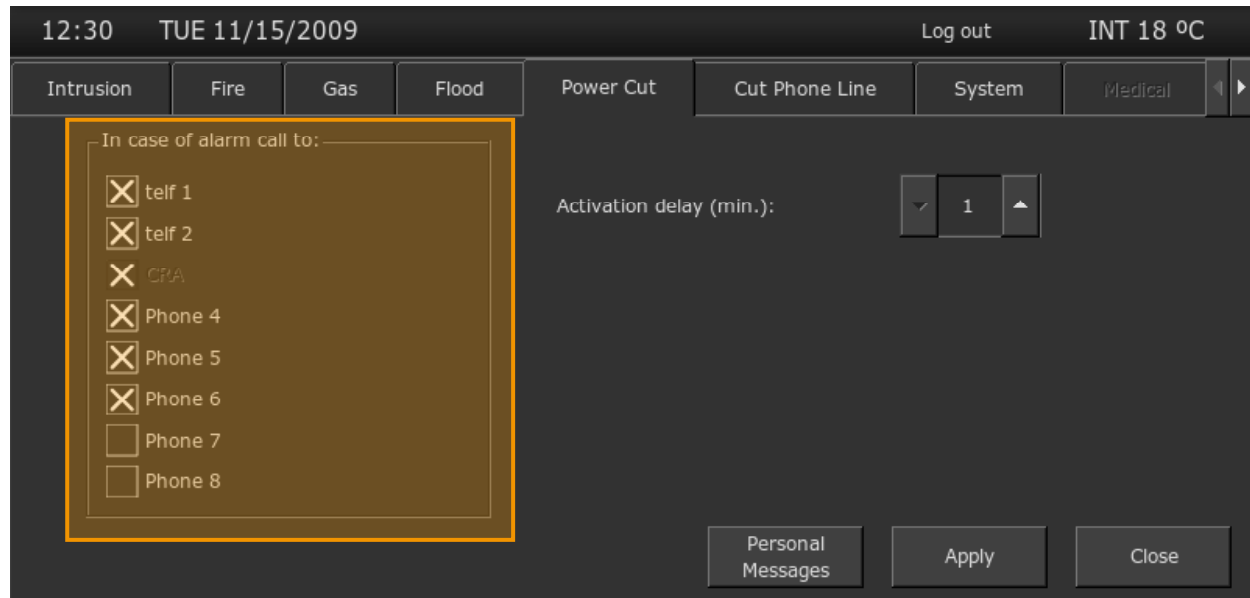 12:30 TUE 11/15/2009 Log out INT 18 ºC
Intrusion Fire Gas Flood Power Cut Cut Phone Line System Medical
In case of alarm call to:
telf 1
telf 2
CRA
Phone 4
Phone 5
Phone 6
Phone 7
Phone 8
Activation delay (min.): 1
Personal
Messages
Apply
Close